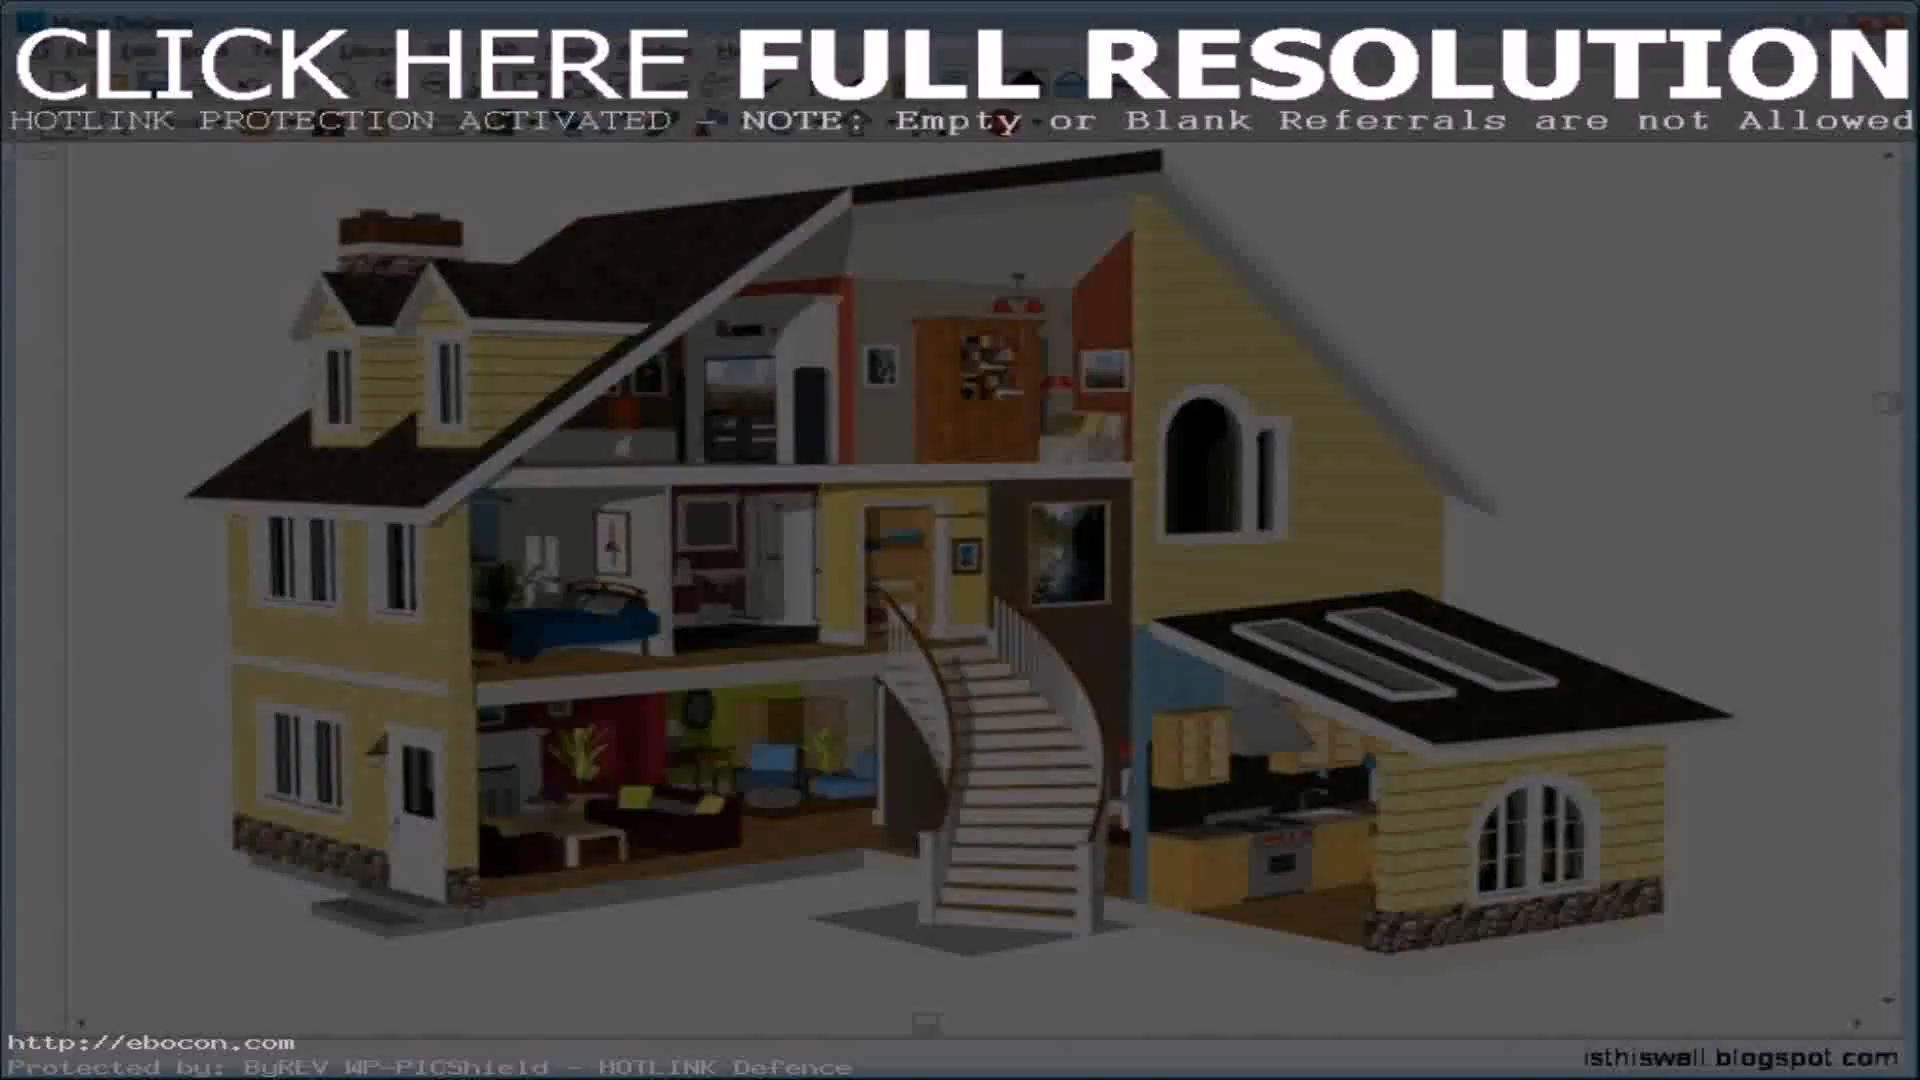 CLICK HERE FULL RESOLUTION
HOTLINK PROTECTION ACTIVATED - NOTE: Empty or Blank Referrals are not Allowed
http://ebocon.com
Protected by: ByREV WP-PICShield - HOTLINK Defence
isthiswall.blogspot.com